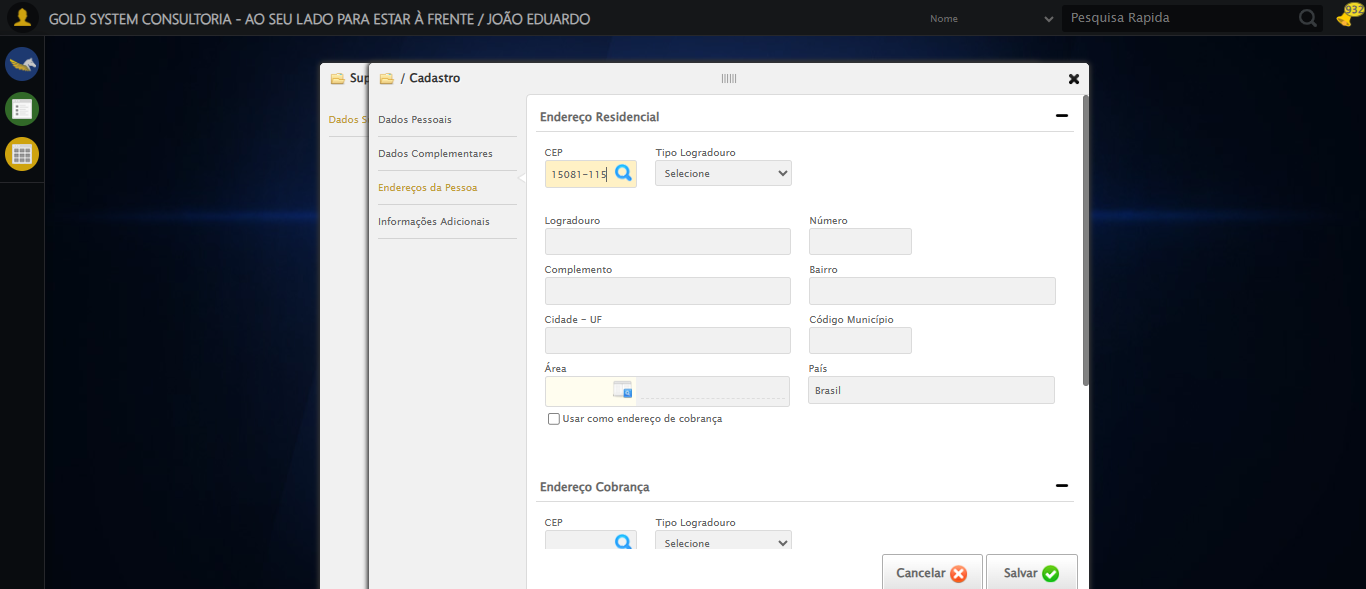 GOLD SYSTEM CONSULTORIA - AO SEU LADO PARA ESTAR À FRENTE / JOÃO EDUARDO
Nome
Pesquisa Rapida
932
Sup
/ Cadastro
Dados S
Dados Pessoais
Dados Complementares
Endereços da Pessoa
Informações Adicionais
Endereço Residencial
CEP
Tipo Logradouro
15081-115
Selecione
Logradouro
Número
Complemento
Bairro
Cidade - UF
Código Município
Área
País
Brasil
Usar como endereço de cobrança
Endereço Cobrança
CEP
Tipo Logradouro
Selecione
Cancelar
Salvar